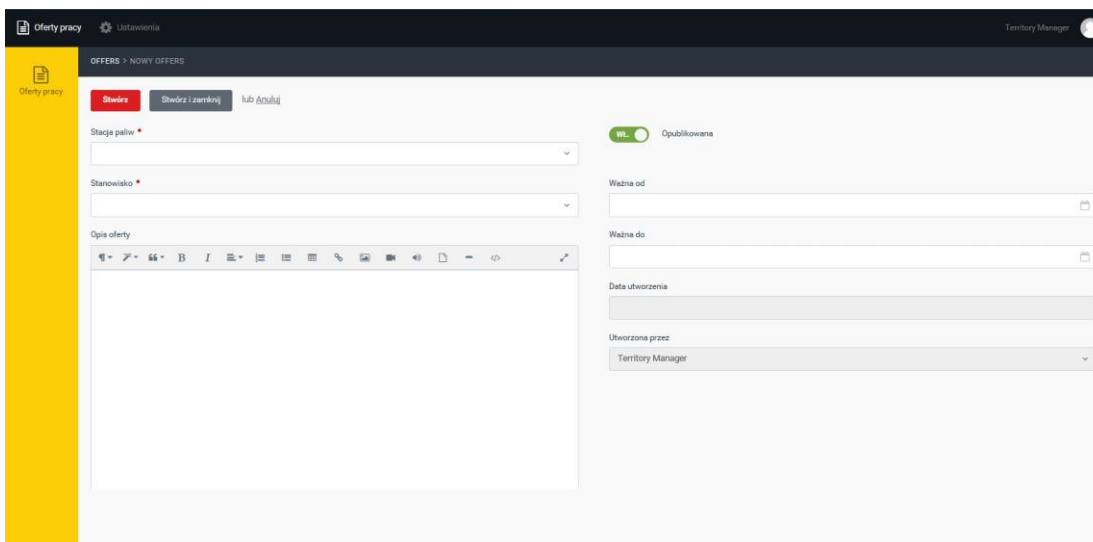 Oferty pracy Ustawienia Territory Manager
Oferty pracy
OFFERS > NOWY OFFERS
Stwórz Stwórz i zamknij lub Anuluj
Stacja paliw *
WŁ. Opublikowana
Stanowisko *
Ważna od
Opis oferty
B I
Ważna do
Data utworzenia
Utworzona przez
Territory Manager